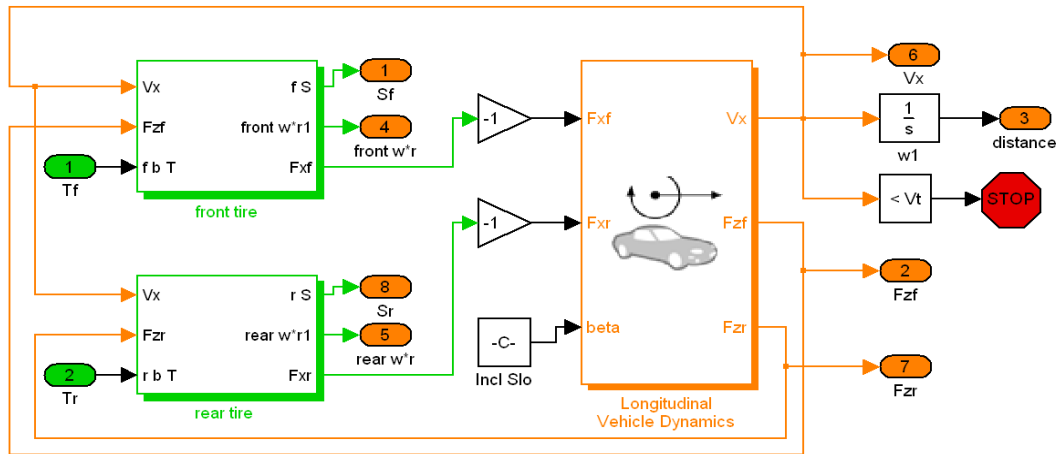 Vx
Fzf
f b T
f S
front w*r1
Fxf
front tire
1
Tf
1
Sf
4
front w*r
-1
Fxf
Fxr
beta
Vx
Fzf
Fzr
Longitudinal
Vehicle Dynamics
6
Vx
1
s
w1
3
distance
< Vt
STOP
2
Fzf
7
Fzr
-1
-C-
Incl Slo
Vx
Fzr
r b T
r S
rear w*r1
Fxr
rear tire
2
Tr
8
Sr
5
rear w*r